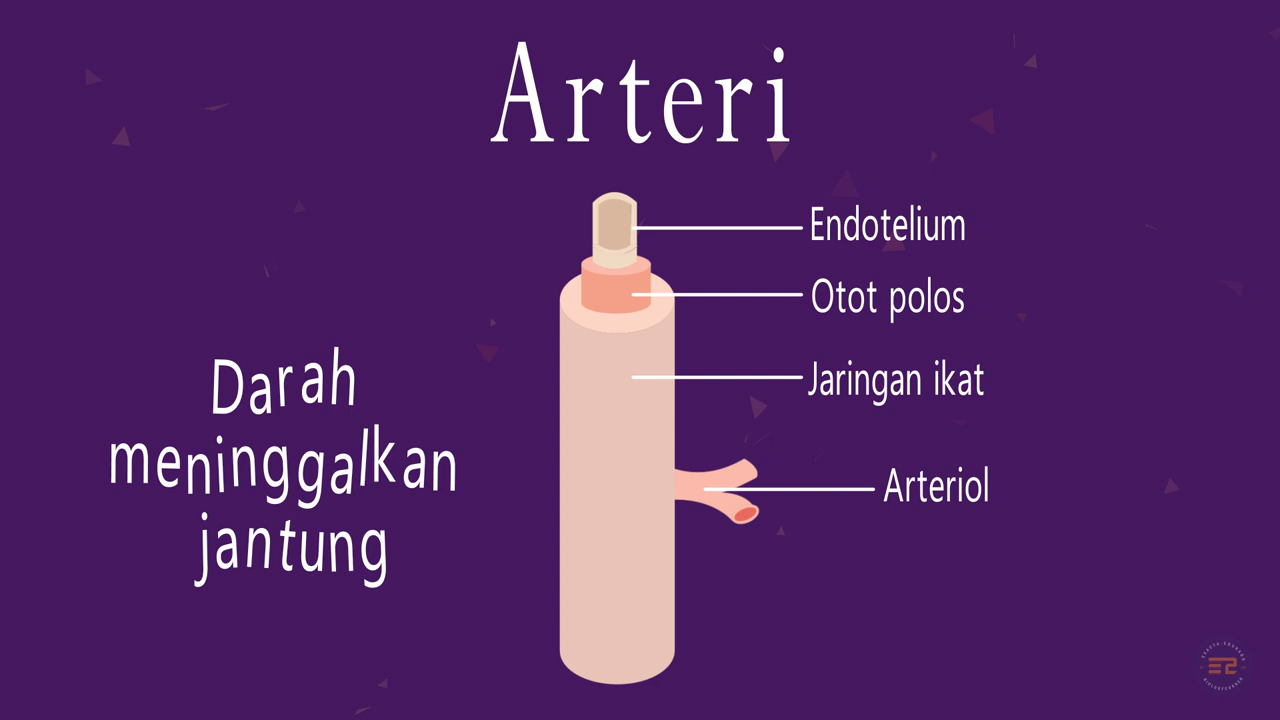 Arteri
Endotelium
Otot polos
Jaringan ikat
Arteriol
Darah
meninggalkan
jantung